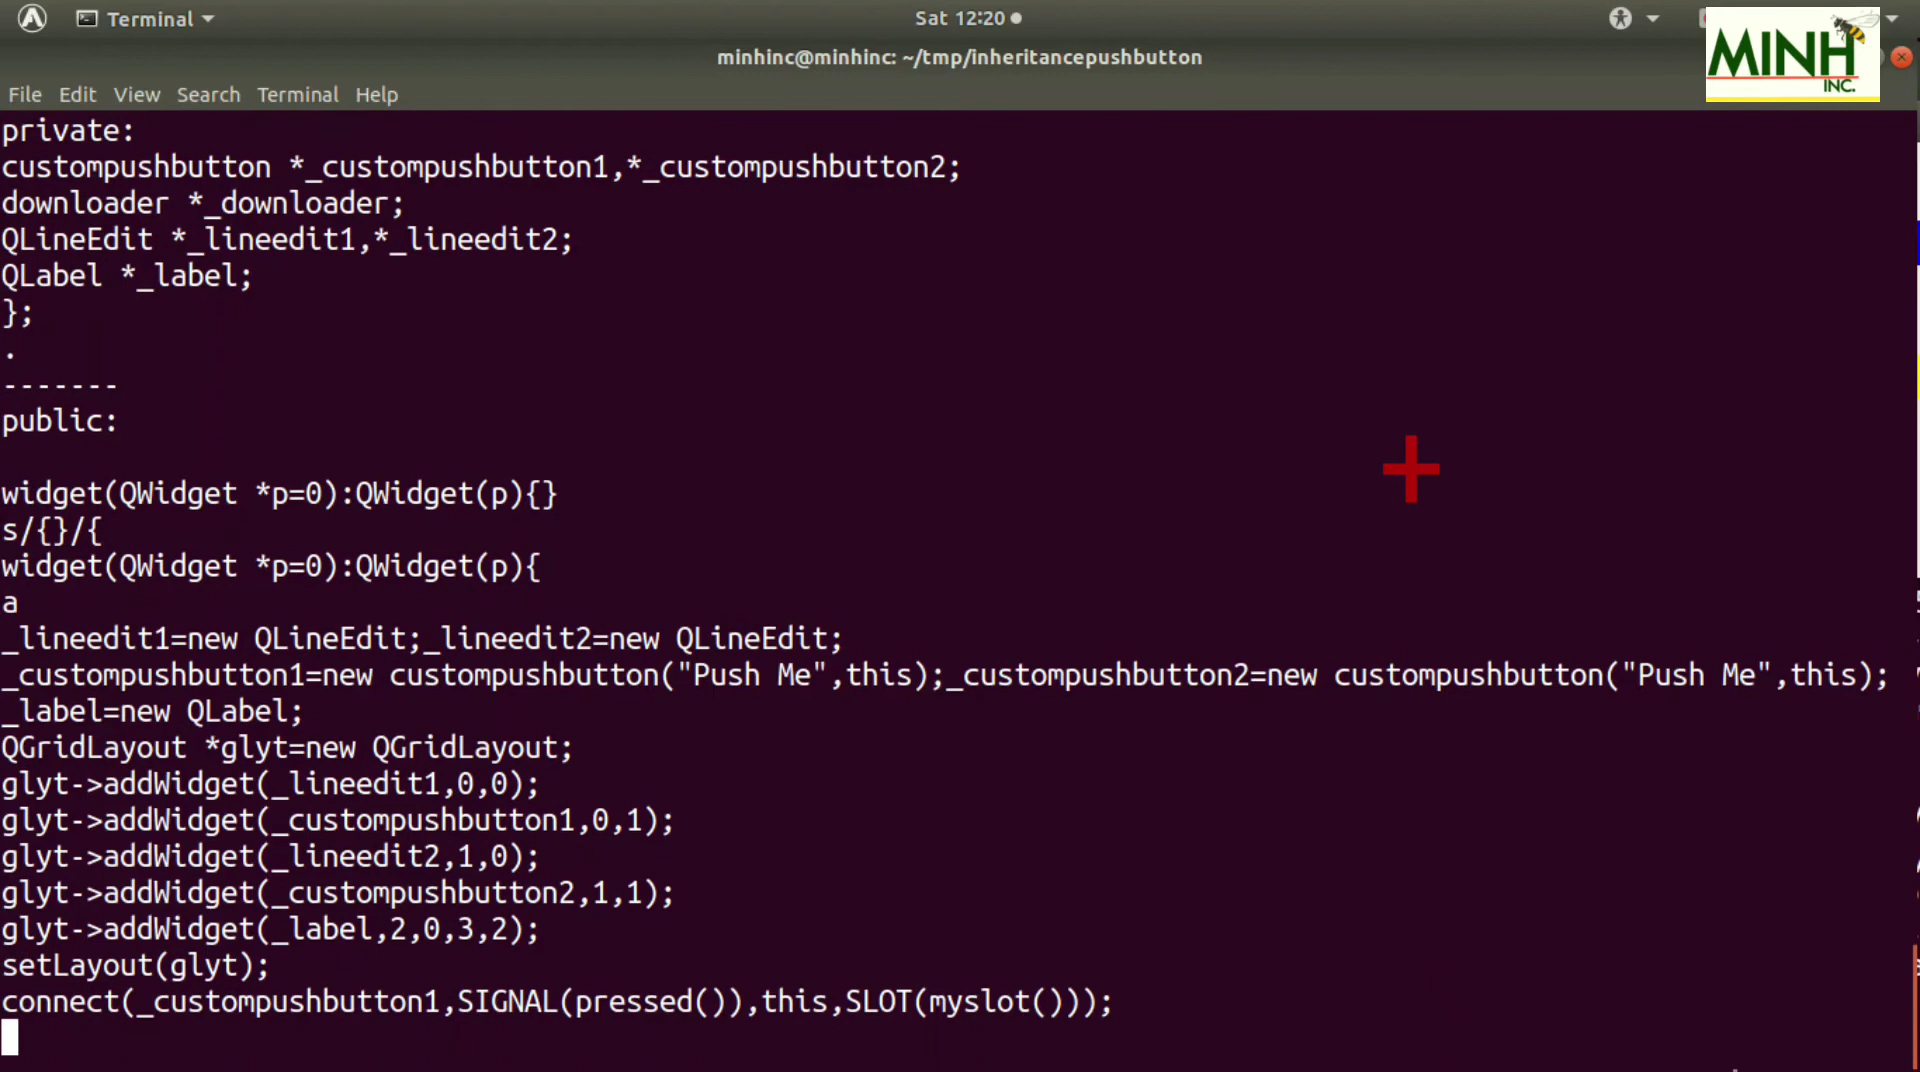 Terminal
Sat 12:20
minhinc@minhinc: ~/tmp/inheritancepushbutton
MINH
INC.
File Edit View Search Terminal Help
private:
custompushbutton *_custompushbutton1,*_custompushbutton2;
downloader *_downloader;
QLineEdit *_lineedit1,*_lineedit2;
QLabel *_label;
};
.
-------
public:
widget(QWidget *p=0):QWidget(p){}
s/{}/{
widget(QWidget *p=0):QWidget(p){
a
_lineedit1=new QLineEdit;_lineedit2=new QLineEdit;
_custompushbutton1=new custompushbutton("Push Me",this);_custompushbutton2=new custompushbutton("Push Me",this);
_label=new QLabel;
QGridLayout *glyt=new QGridLayout;
glyt->addWidget(_lineedit1,0,0);
glyt->addWidget(_custompushbutton1,0,1);
glyt->addWidget(_lineedit2,1,0);
glyt->addWidget(_custompushbutton2,1,1);
glyt->addWidget(_label,2,0,3,2);
setLayout(glyt);
connect(_custompushbutton1,SIGNAL(pressed()),this,SLOT(myslot()));